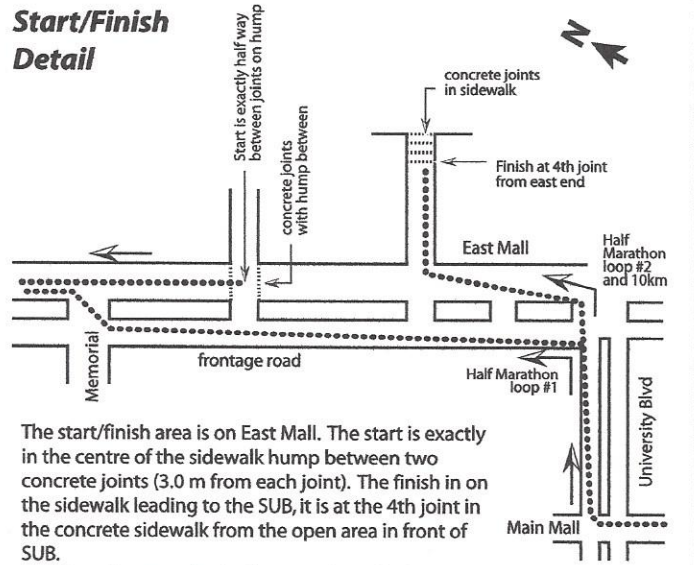 Start/Finish
Detail
N
Start is exactly half way
between joints on hump
concrete joints
with hump between
concrete joints
in sidewalk
Finish at 4th joint
from east end
East Mall
Half
Marathon
loop #2
and 10km
Memorial
frontage road
Half Marathon
loop #1
University Blvd
Main Mall
The start/finish area is on East Mall. The start is exactly
in the centre of the sidewalk hump between two
concrete joints (3.0 m from each joint). The finish in on
the sidewalk leading to the SUB, it is at the 4th joint in
the concrete sidewalk from the open area in front of
SUB.